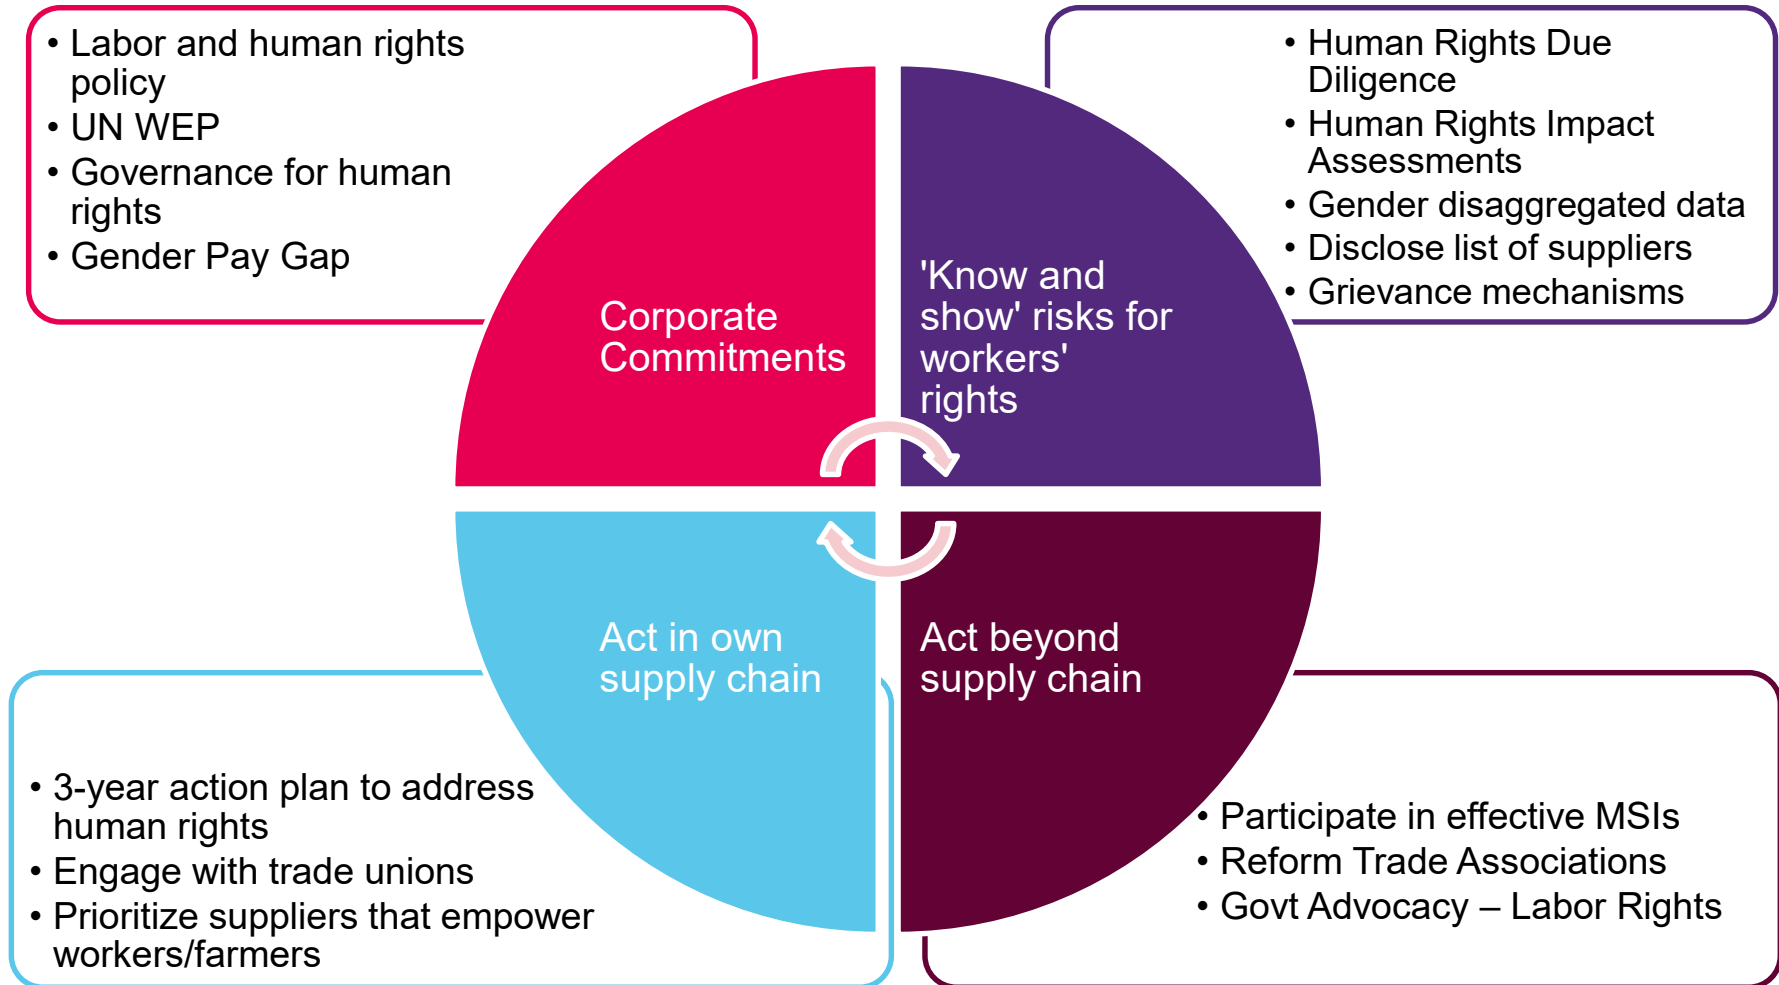 • Labor and human rights
policy
• UN WEP
• Governance for human
rights
• Gender Pay Gap
• Human Rights Due
Diligence
• Human Rights Impact
Assessments
• Gender disaggregated data
• Disclose list of suppliers
• Grievance mechanisms
Corporate
Commitments
'Know and
show' risks for
workers'
rights
Act in own
supply chain
Act beyond
supply chain
• 3-year action plan to address
human rights
• Engage with trade unions
• Prioritize suppliers that empower
workers/farmers
• Participate in effective MSIs
• Reform Trade Associations
• Govt Advocacy – Labor Rights